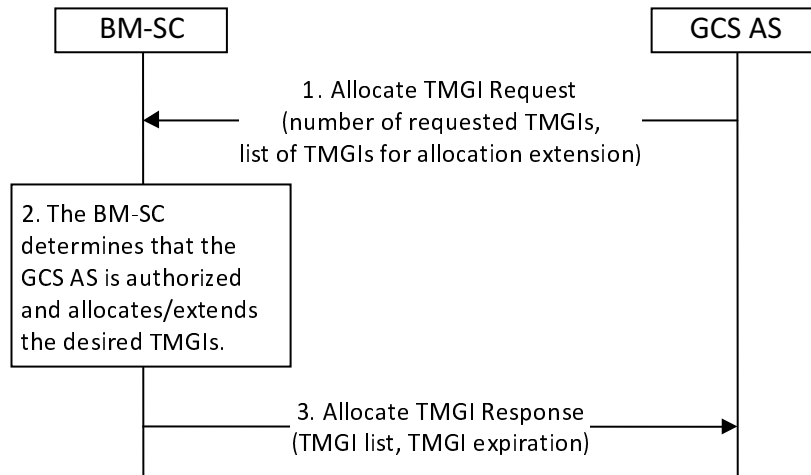 BM-SC
GCS AS
1. Allocate TMGI Request
(number of requested TMGIs,
list of TMGIs for allocation extension)
2. The BM-SC
determines that the
GCS AS is authorized
and allocates/extends
the desired TMGIs.
3. Allocate TMGI Response
(TMGI list, TMGI expiration)